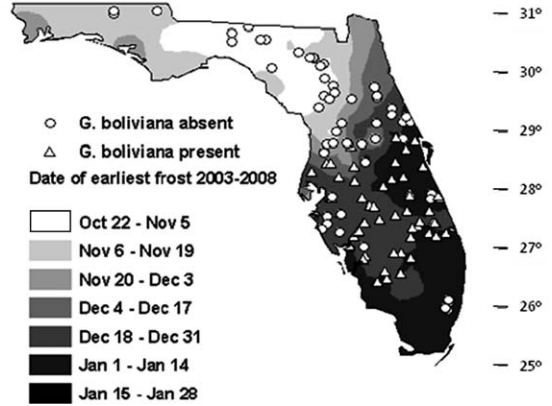 31º
30º
G. boliviana absent
29º
G. boliviana present
Date of earliest frost 2003-2008
28º
Oct 22 - Nov 5
Nov 6 - Nov 19
27º
Nov 20 - Dec 3
Dec 4 - Dec 17
26º
Dec 18 - Dec 31
Jan 1 - Jan 14
25º
Jan 15 - Jan 28